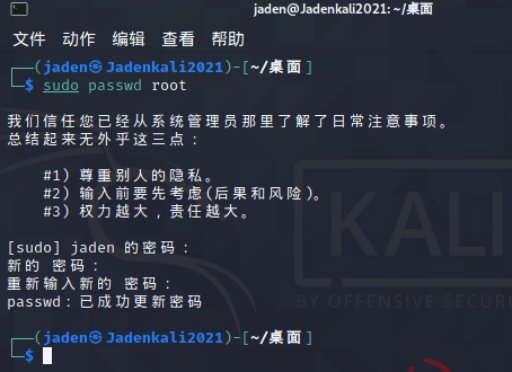 jaden@Jadenkali2021: ~/桌面
文件 动作 编辑 查看 帮助
┌──(jaden㉿Jadenkali2021)-[~/桌面]
└─$ sudo passwd root
我们信任您已经从系统管理员那里了解了日常注意事项。
总结起来无外乎这三点：
#1) 尊重别人的隐私。
#2) 输入前要先考虑(后果和风险)。
#3) 权力越大，责任越大。
[sudo] jaden 的密码：
新的 密码：
重新输入新的 密码：
passwd：已成功更新密码
┌──(jaden㉿Jadenkali2021)-[~/桌面]
└─$
KALI
BY OFFENSIVE SECURI